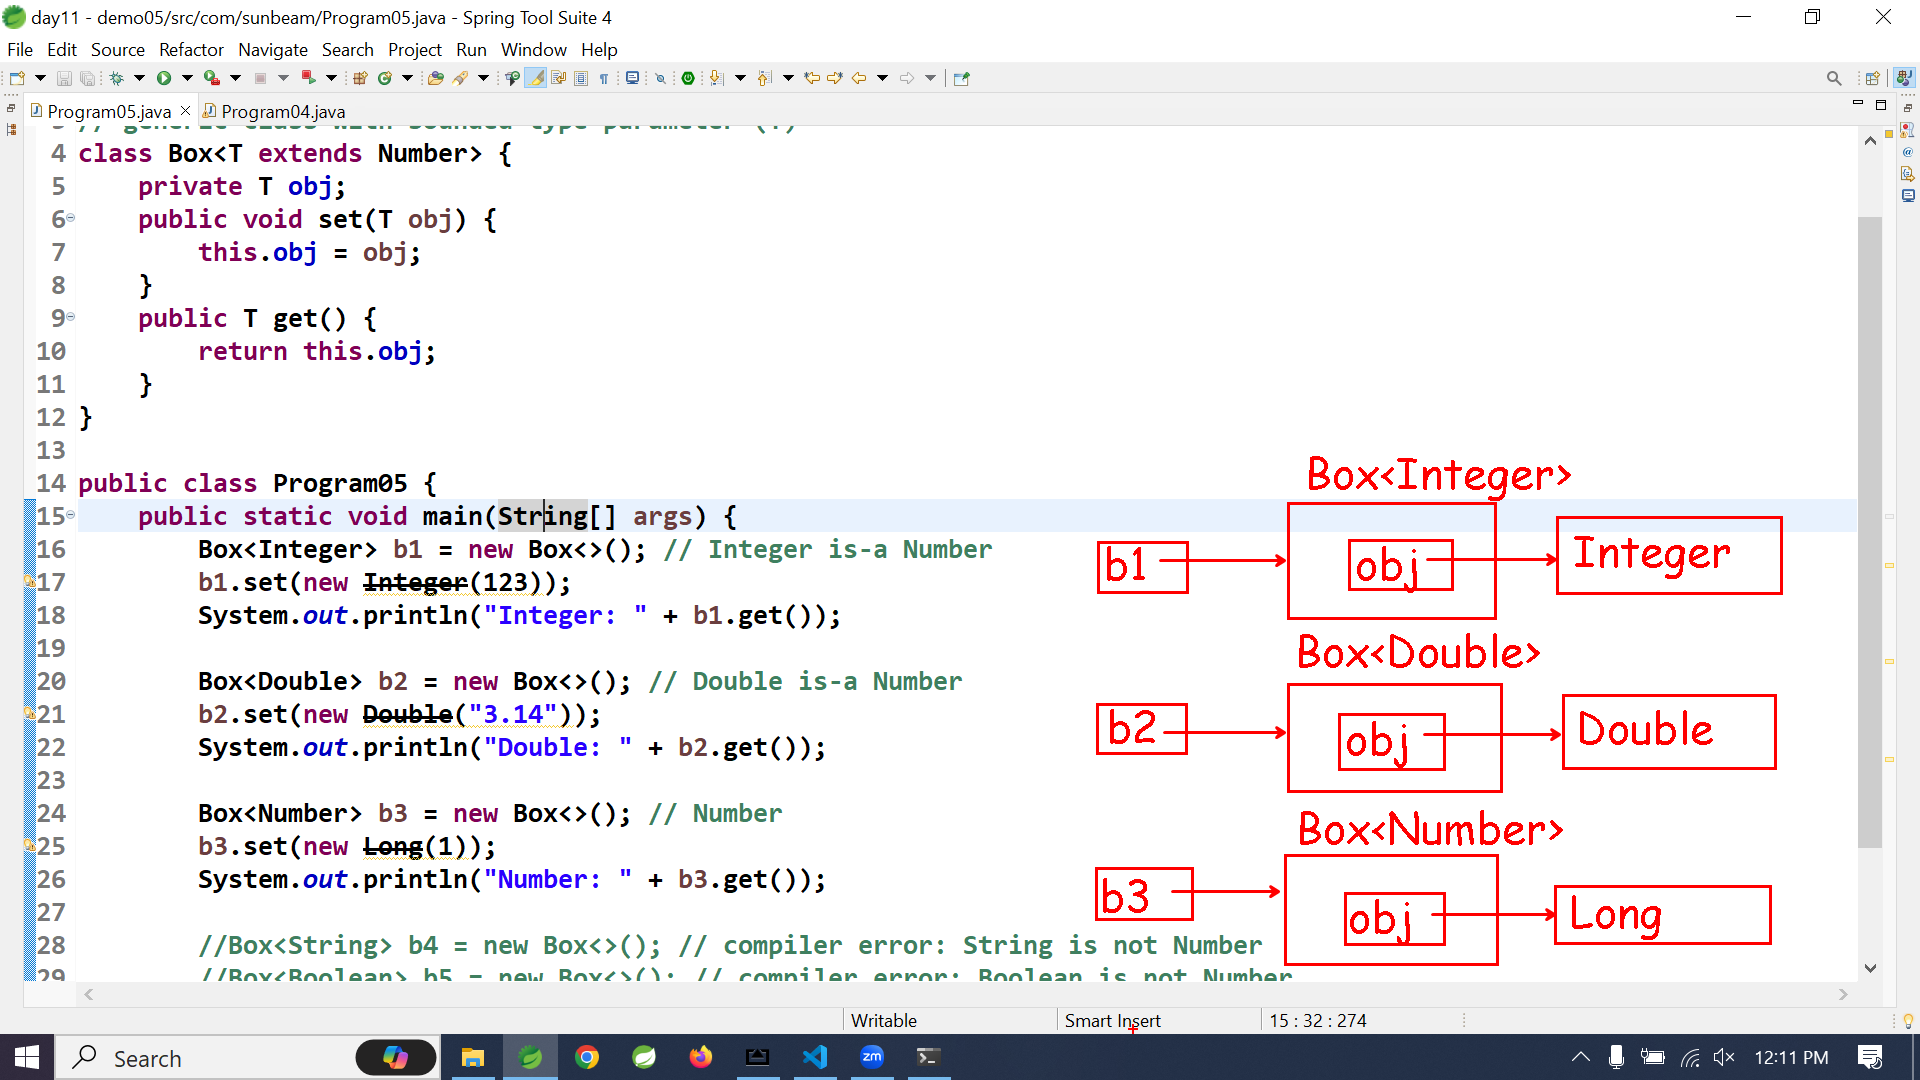 day11 - demo05/src/com/sunbeam/Program05.java - Spring Tool Suite 4
File Edit Source Refactor Navigate Search Project Run Window Help
Program05.java Program04.java
4 class Box<T extends Number> {
5 private T obj;
6 public void set(T obj) {
7 this.obj = obj;
8 }
9 public T get() {
10 return this.obj;
11 }
12 }
13
14 public class Program05 {
15 public static void main(String[] args) {
16 Box<Integer> b1 = new Box<>(); // Integer is-a Number
17 b1.set(new Integer(123));
18 System.out.println("Integer: " + b1.get());
19
20 Box<Double> b2 = new Box<>(); // Double is-a Number
21 b2.set(new Double("3.14"));
22 System.out.println("Double: " + b2.get());
23
24 Box<Number> b3 = new Box<>(); // Number
25 b3.set(new Long(1));
26 System.out.println("Number: " + b3.get());
27
28 //Box<String> b4 = new Box<>(); // compiler error: String is not Number
29 //Box<Boolean> b5 = new Box<>(); // compiler error: Boolean is not Number
Box<Integer>
b1 obj Integer
Box<Double>
b2 obj Double
Box<Number>
b3 obj Long
Writable Smart Insert 15 : 32 : 274
Search zm 12:11 PM